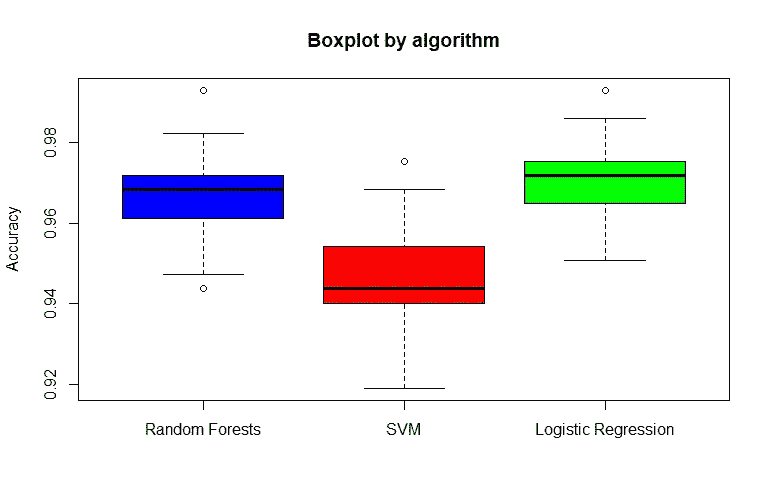 Boxplot by algorithm
Accuracy
0.98
0.96
0.94
0.92
Random Forests SVM Logistic Regression